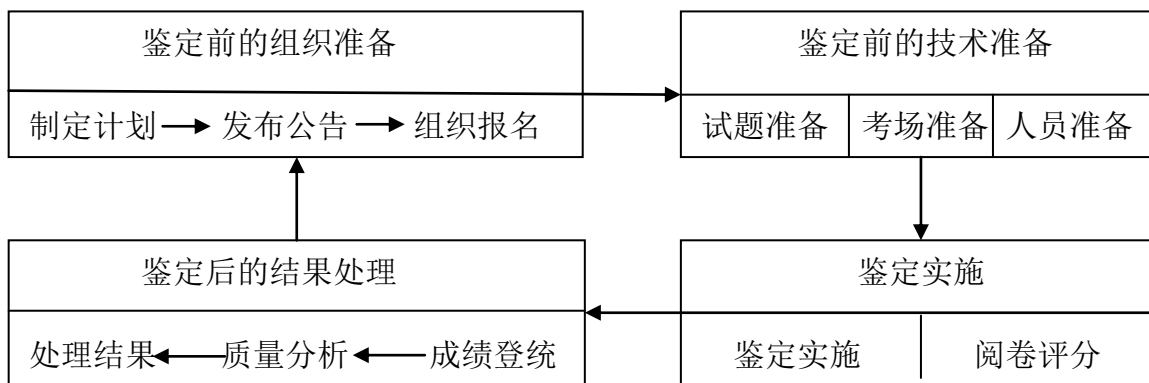 鉴定前的组织准备
制定计划 发布公告 组织报名
鉴定前的技术准备
试题准备 考场准备 人员准备
鉴定后的结果处理
处理结果 质量分析 成绩登统
鉴定实施
鉴定实施 阅卷评分